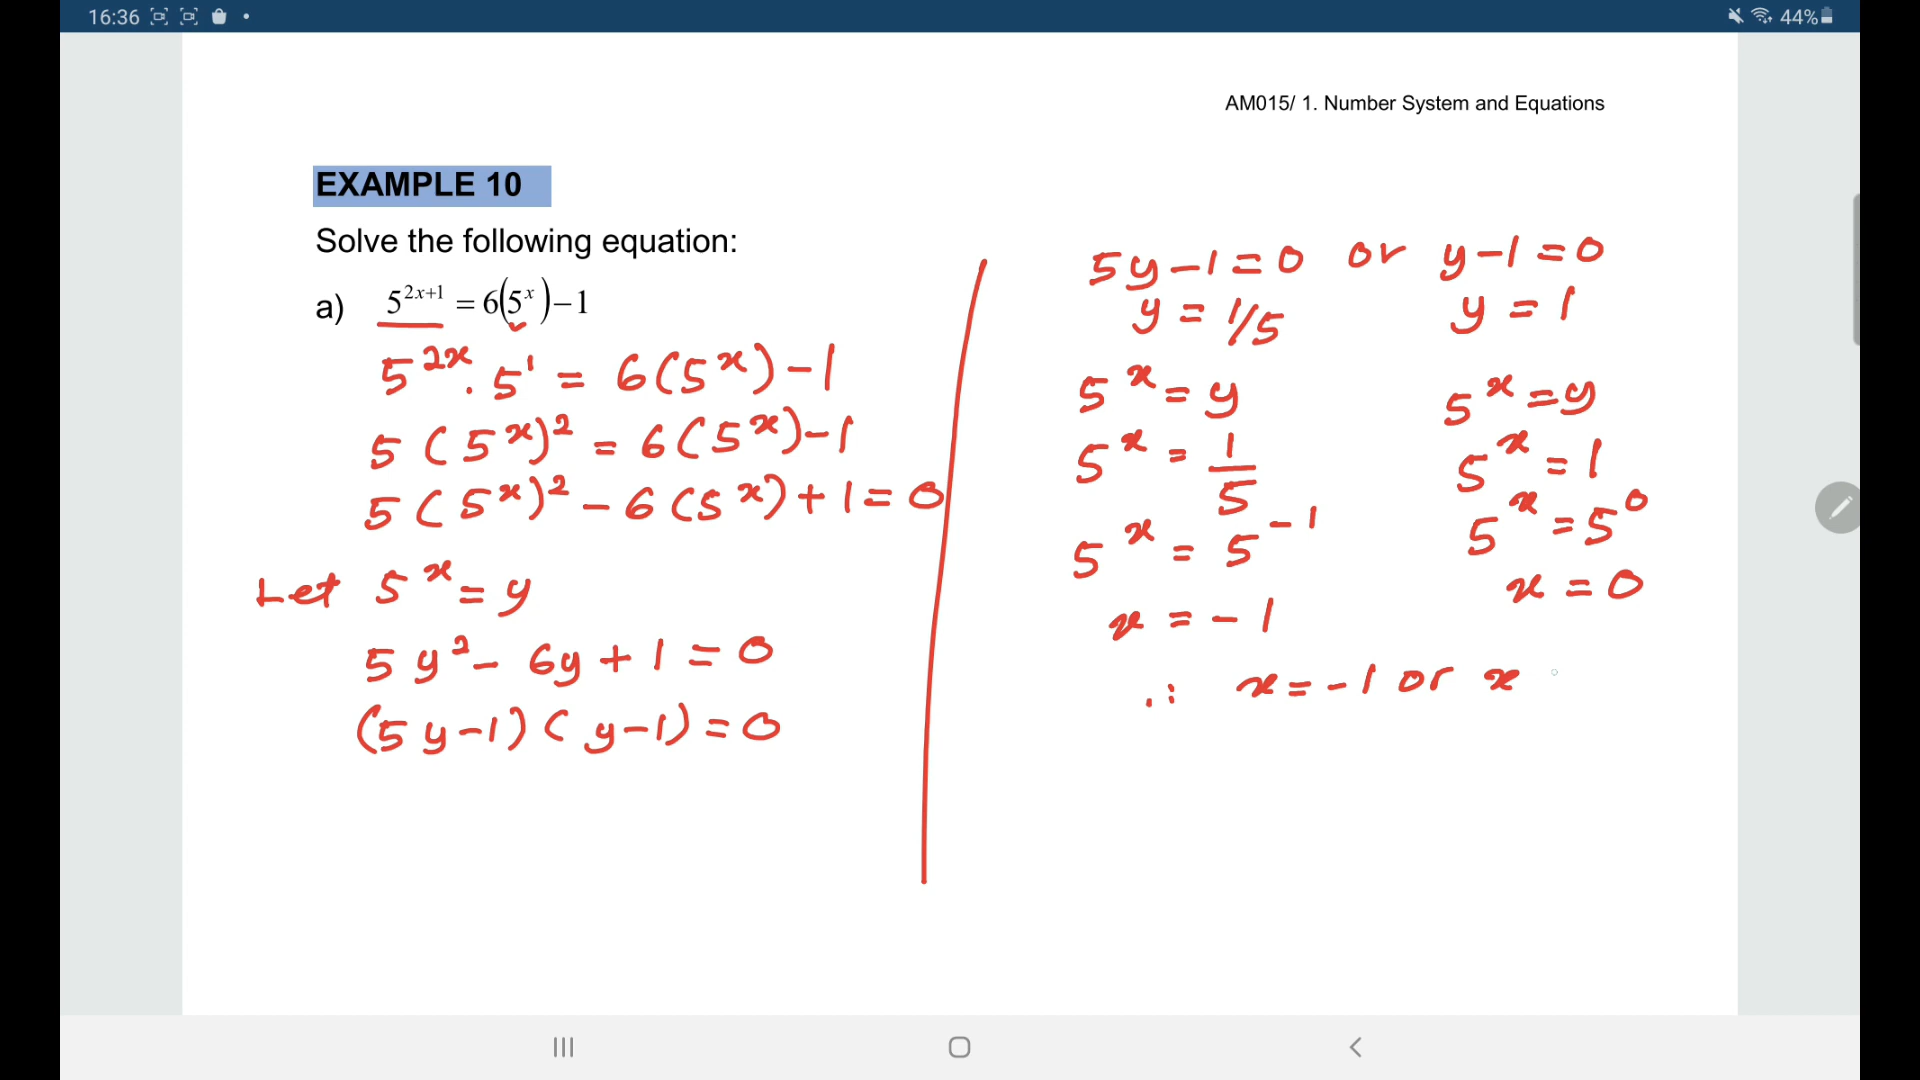 16:36
44%
AM015/ 1. Number System and Equations
EXAMPLE 10
Solve the following equation:
a) 5^{2x+1} = 6(5^x) − 1
5^{2x} . 5^1 = 6(5^x) − 1
5(5^x)^2 = 6(5^x) − 1
5(5^x)^2 − 6(5^x) + 1 = 0
Let 5^x = y
5y^2 − 6y + 1 = 0
(5y−1)(y−1) = 0
5y−1 = 0 or y−1 = 0
y = 1/5
y = 1
5^x = y
5^x = 1/5
5^x = 5^{−1}
x = −1
5^x = y
5^x = 1
5^x = 5^0
x = 0
∴ x = −1 or x